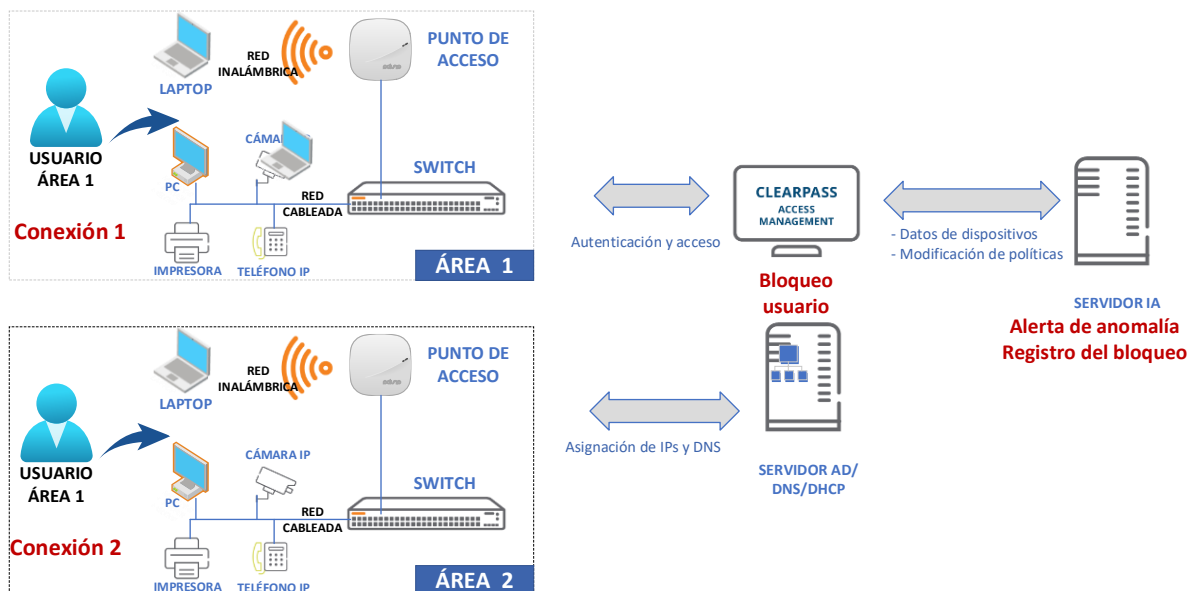 RED
INALÁMBRICA
PUNTO DE
ACCESO
LAPTOP
USUARIO
ÁREA 1
PC
SWITCH
RED
CABLEADA
Conexión 1
IMPRESORA
TELÉFONO IP
ÁREA 1
RED
INALÁMBRICA
PUNTO DE
ACCESO
LAPTOP
USUARIO
ÁREA 1
PC
CÁMARA IP
SWITCH
RED
CABLEADA
Conexión 2
IMPRESORA
TELÉFONO IP
ÁREA 2
Autenticación y acceso
CLEARPASS
ACCESS
MANAGEMENT
Bloqueo
usuario
- Datos de dispositivos
- Modificación de políticas
SERVIDOR IA
Alerta de anomalía
Registro del bloqueo
Asignación de IPs y DNS
SERVIDOR AD/
DNS/DHCP